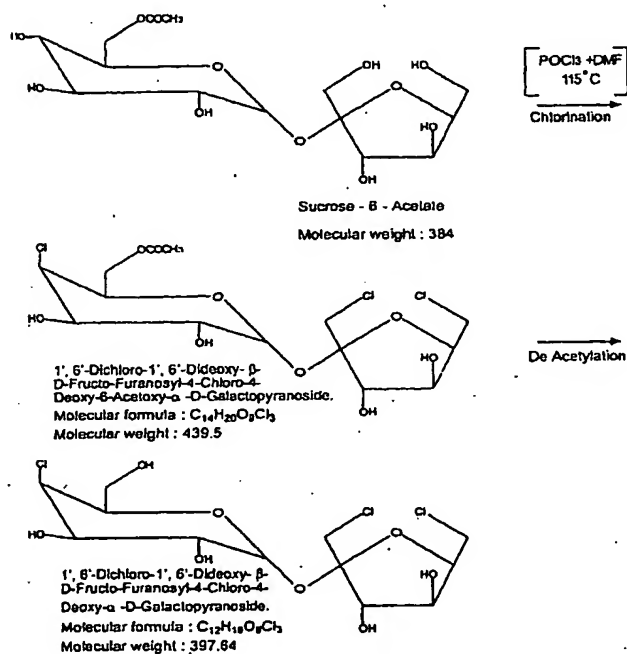 OCOCH3
HO
O
HO
OH
O
OH
HO
O
HO
OH
[POCl3 +DMF
115°C]
Chlorination
Sucrose - 6 - Acetate
Molecular weight : 384
Cl
OCOCH3
O
HO
OH
O
Cl
Cl
O
HO
OH
De Acetylation
1', 6'-Dichloro-1', 6'-Dideoxy- β-
D-Fructo-Furanosyl-4-Chloro-4-
Deoxy-6-Acetoxy-α -D-Galactopyranoside.
Molecular formula : C14H20O9Cl3
Molecular weight : 439.5
Cl
OH
O
HO
OH
O
Cl
Cl
O
HO
OH
1', 6'-Dichloro-1', 6'-Dideoxy- β-
D-Fructo-Furanosyl-4-Chloro-4-
Deoxy-α -D-Galactopyranoside.
Molecular formula : C12H18O8Cl3
Molecular weight : 397.64